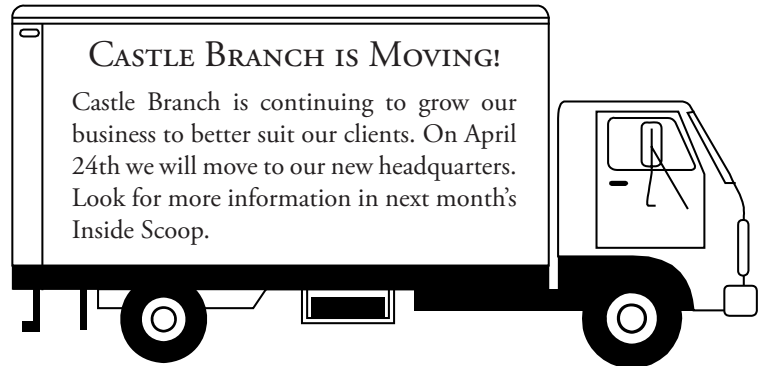 Castle Branch is Moving!
Castle Branch is continuing to grow our
business to better suit our clients. On April
24th we will move to our new headquarters.
Look for more information in next month's
Inside Scoop.